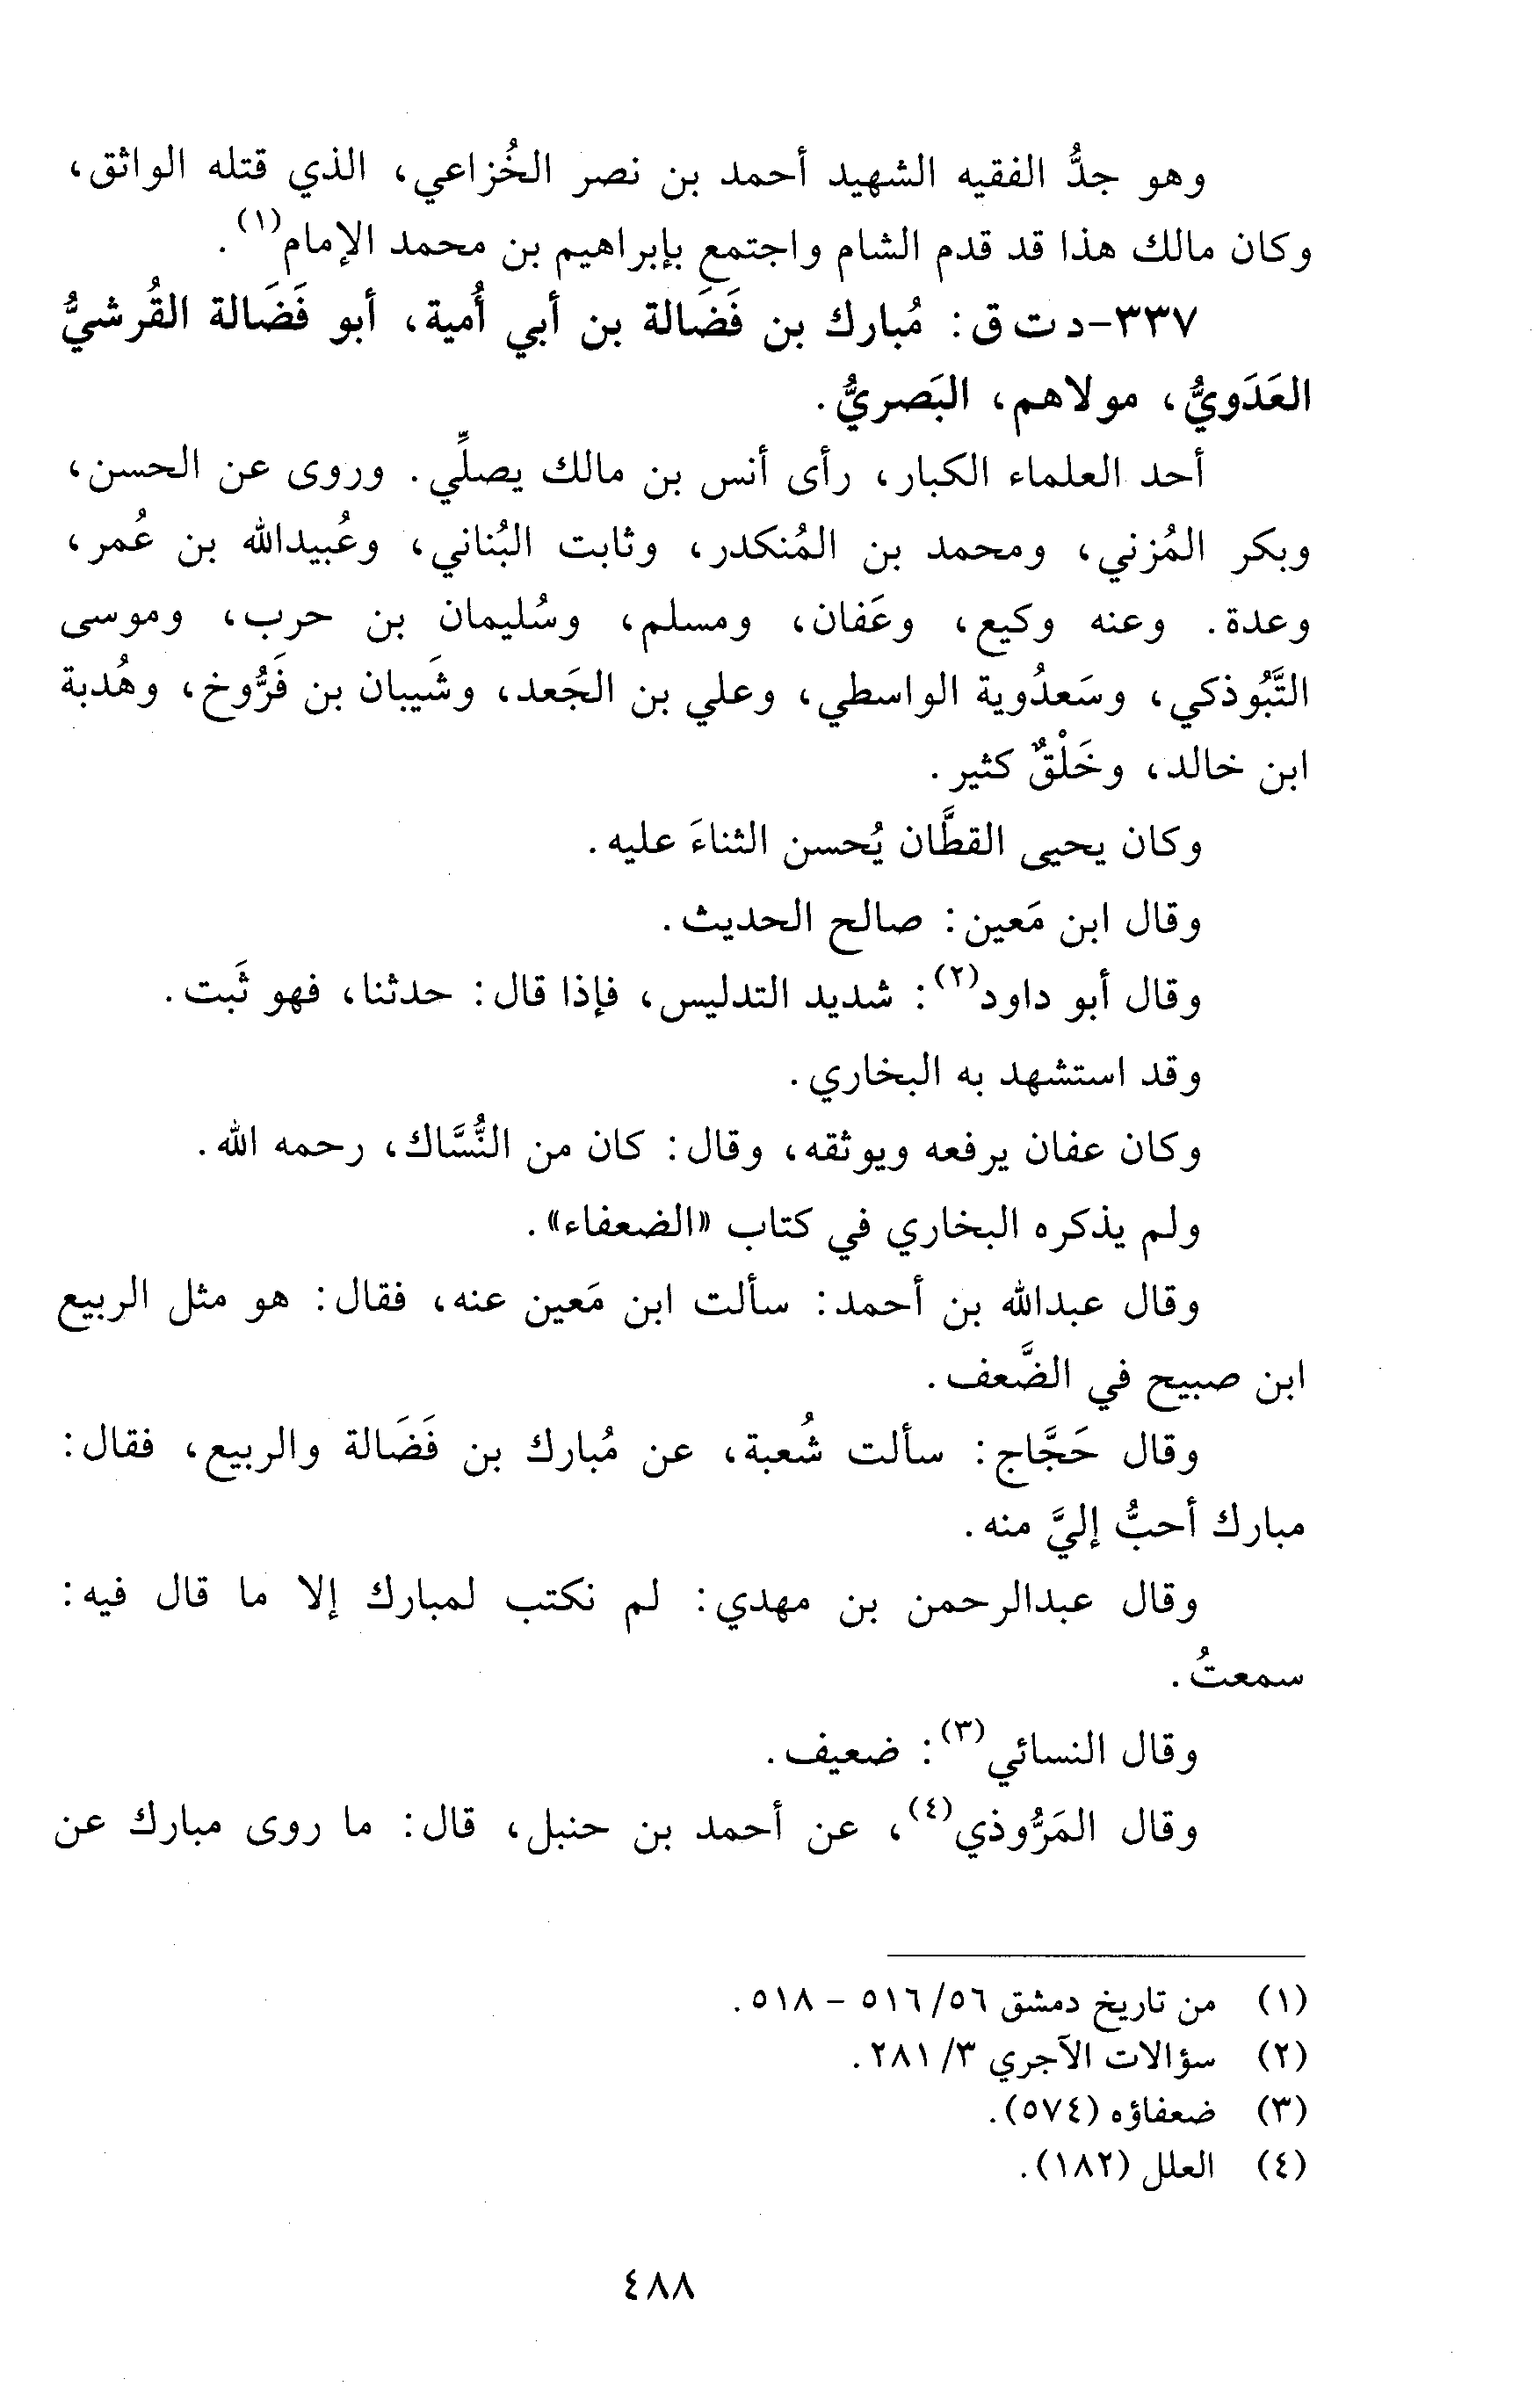 وهو جدُّ الفقيه الشهيد أحمد بن نصر الخُزاعي، الذي قتله الواثق،
وكان مالك هذا قد قدم الشام واجتمع بإبراهيم بن محمد الإمام(١).
٣٣٧-د ت ق: مُبارك بن فَضَالة بن أبي أُمية، أبو فَضَالة القُرشيُّ
العَدَويُّ، مولاهم، البَصريُّ.
أحد العلماء الكبار، رأى أنس بن مالك يصلِّي. وروى عن الحسن،
وبكر المُزني، ومحمد بن المُنكدر، وثابت البُناني، وعُبيدالله بن عُمر،
وعدة. وعنه وكيع، وعَفان، ومسلم، وسُليمان بن حرب، وموسى
التَّبُوذكي، وسَعدُوية الواسطي، وعلي بن الجَعد، وشَيبان بن فَرُّوخ، وهُدبة
ابن خالد، وخَلْقٌ كثير.
وكان يحيى القطَّان يُحسن الثناءَ عليه.
وقال ابن مَعين: صالح الحديث.
وقال أبو داود(٢): شديد التدليس، فإذا قال: حدثنا، فهو ثَبت.
وقد استشهد به البخاري.
وكان عفان يرفعه ويوثقه، وقال: كان من النُّسَّاك، رحمه الله.
ولم يذكره البخاري في كتاب «الضعفاء».
وقال عبدالله بن أحمد: سألت ابن مَعين عنه، فقال: هو مثل الربيع
ابن صبيح في الضَّعف.
وقال حَجَّاج: سألت شُعبة، عن مُبارك بن فَضَالة والربيع، فقال:
مبارك أحبُّ إليَّ منه.
وقال عبدالرحمن بن مهدي: لم نكتب لمبارك إلا ما قال فيه:
سمعتُ.
وقال النسائي(٣): ضعيف.
وقال المَرُّوذي(٤)، عن أحمد بن حنبل، قال: ما روى مبارك عن
(١) من تاريخ دمشق ٥٦/ ٥١٦ - ٥١٨.
(٢) سؤالات الآجري ٣/ ٢٨١.
(٣) ضعفاؤه (٥٧٤).
(٤) العلل (١٨٢).
٤٨٨